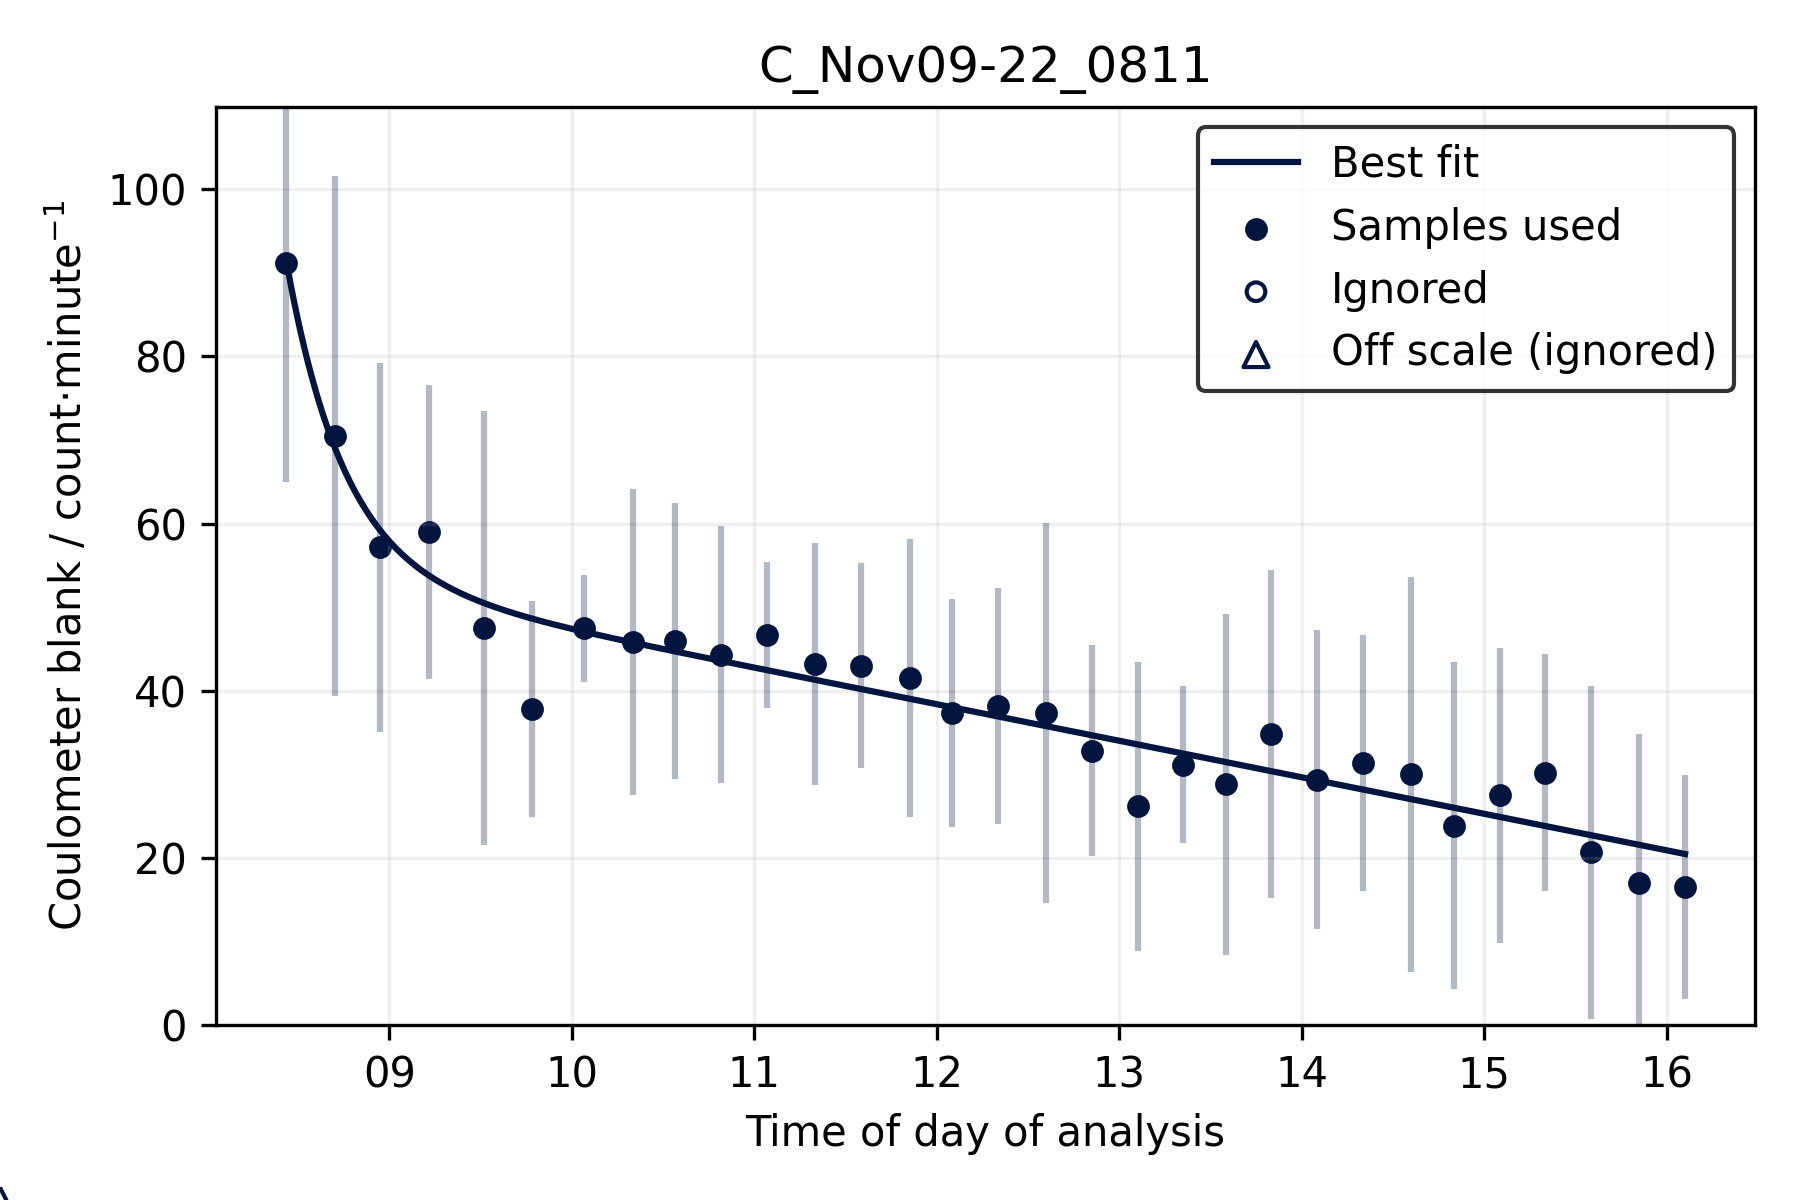 C_Nov09-22_0811
Best fit
Samples used
Ignored
Off scale (ignored)
Coulometer blank / count·minute⁻¹
100
80
60
40
20
0
09 10 11 12 13 14 15 16
Time of day of analysis